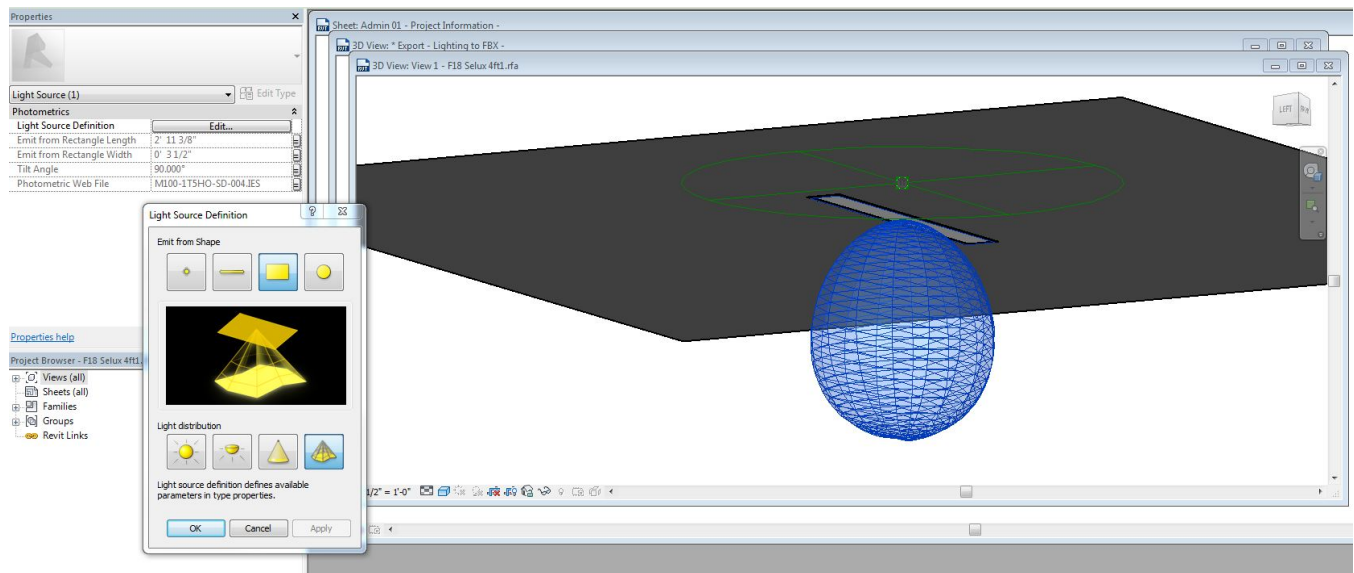 Properties
Light Source (1)
Edit Type
Photometrics
Light Source Definition
Edit...
Emit from Rectangle Length
2' 11 3/8"
Emit from Rectangle Width
0' 3 1/2"
Tilt Angle
90.000°
Photometric Web File
M100-1T5HO-SD-004.IES
Properties help
Project Browser - F18 Selux 4ft1.
Views (all)
Sheets (all)
Families
Groups
Revit Links
Light Source Definition
Emit from Shape
Light distribution
Light source definition defines available
parameters in type properties.
OK
Cancel
Apply
Sheet: Admin 01 - Project Information -
3D View: * Export - Lighting to FBX -
3D View: View 1 - F18 Selux 4ft1.rfa
LEFT
1/2" = 1'-0"